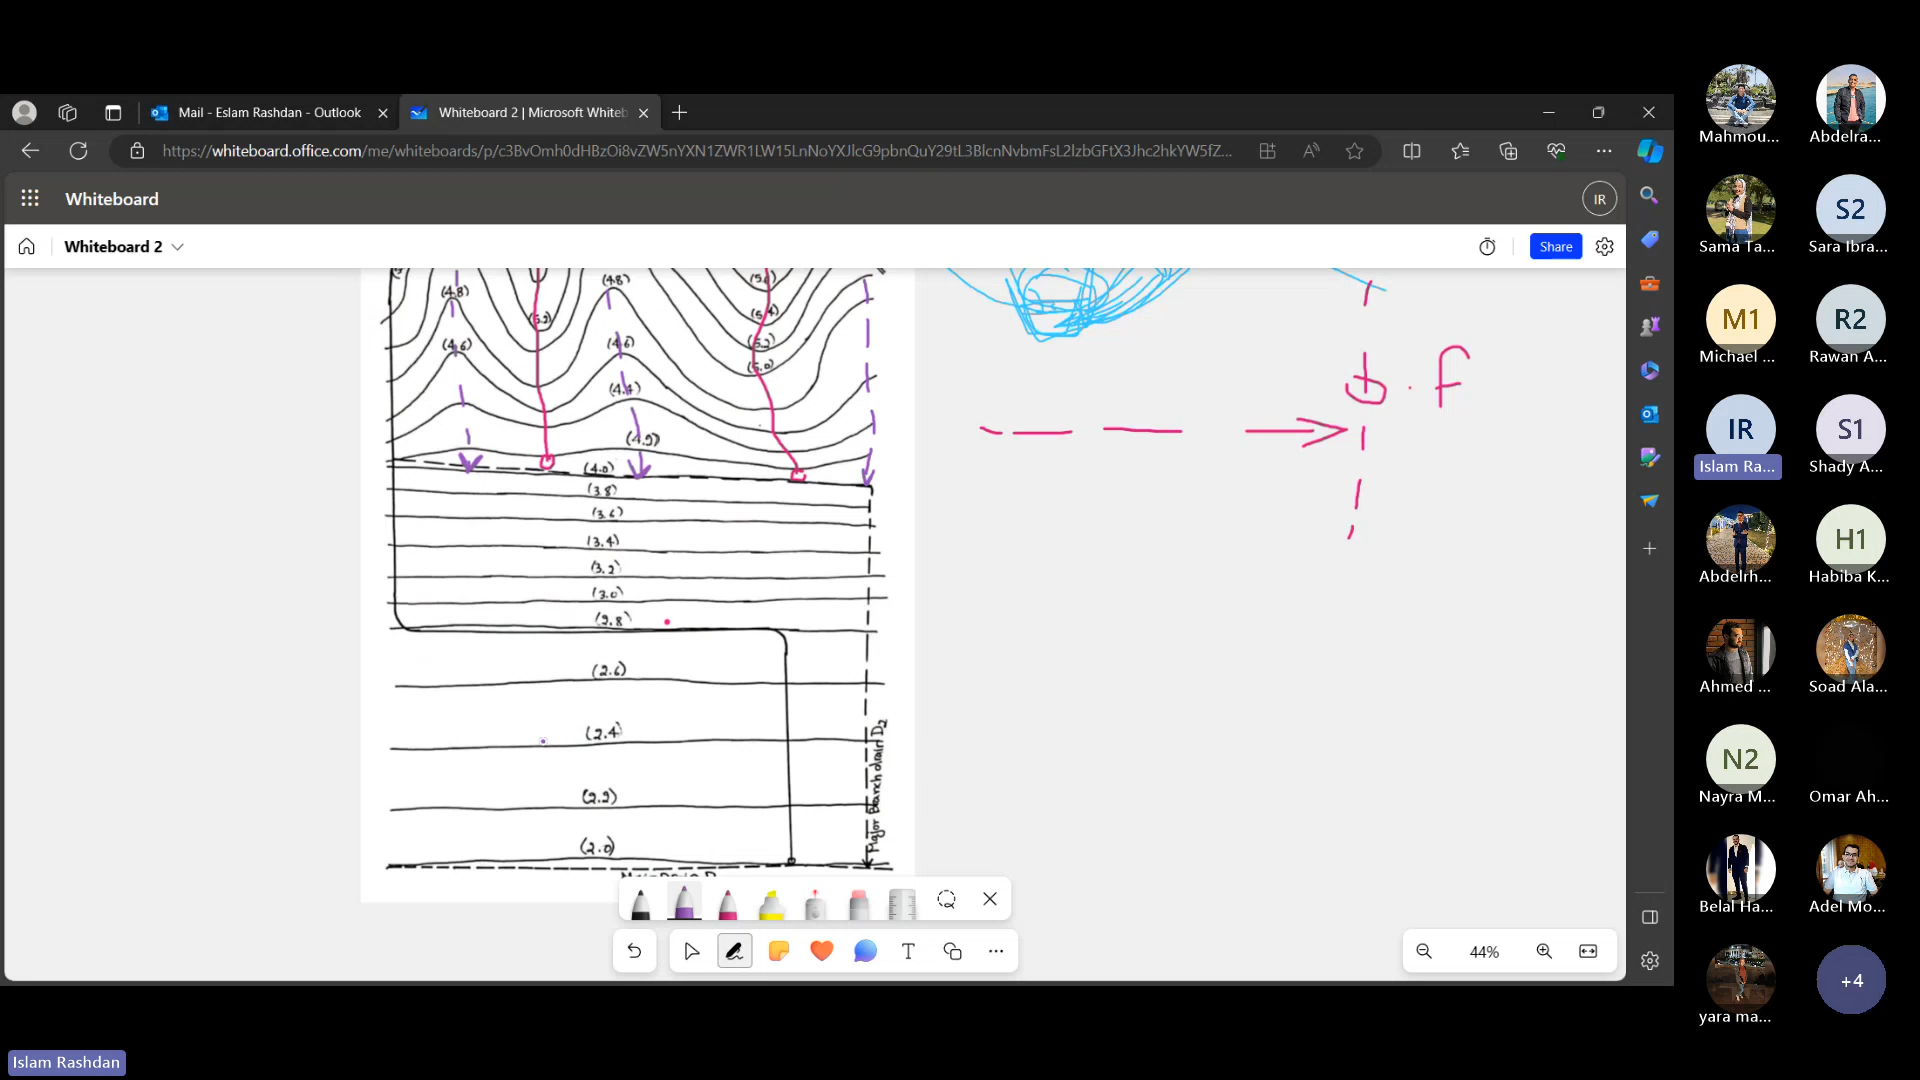 Mail - Eslam Rashdan - Outlook
Whiteboard 2 | Microsoft Whiteb
https://whiteboard.office.com/me/whiteboards/p/c3BvOmh0dHBzOi8vZW5nYXN1ZWR1LW15LnNoYXJlcG9pbnQuY29tL3BlcnNvbmFsL2lzbGFtX3Jhc2hkYW5fZ...
Whiteboard
IR
Whiteboard 2
Share
(4.8)
(4.8)
(5.2)
(5.4)
(5.2)
(4.6)
(4.6)
(5.0)
(4.4)
(4.2)
(4.0)
(3.8)
(3.6)
(3.4)
(3.2)
(3.0)
(2.8)
(2.6)
(2.4)
(2.2)
(2.0)
Major Branch drain D2
b.f
44%
Mahmou...
Abdelra...
Sama Ta...
S2
Sara Ibra...
M1
Michael ...
R2
Rawan A...
IR
Islam Ra...
S1
Shady A...
Abdelrh...
H1
Habiba K...
Ahmed ...
Soad Ala...
N2
Nayra M...
Omar Ah...
Belal Ha...
Adel Mo...
yara ma...
+4
Islam Rashdan